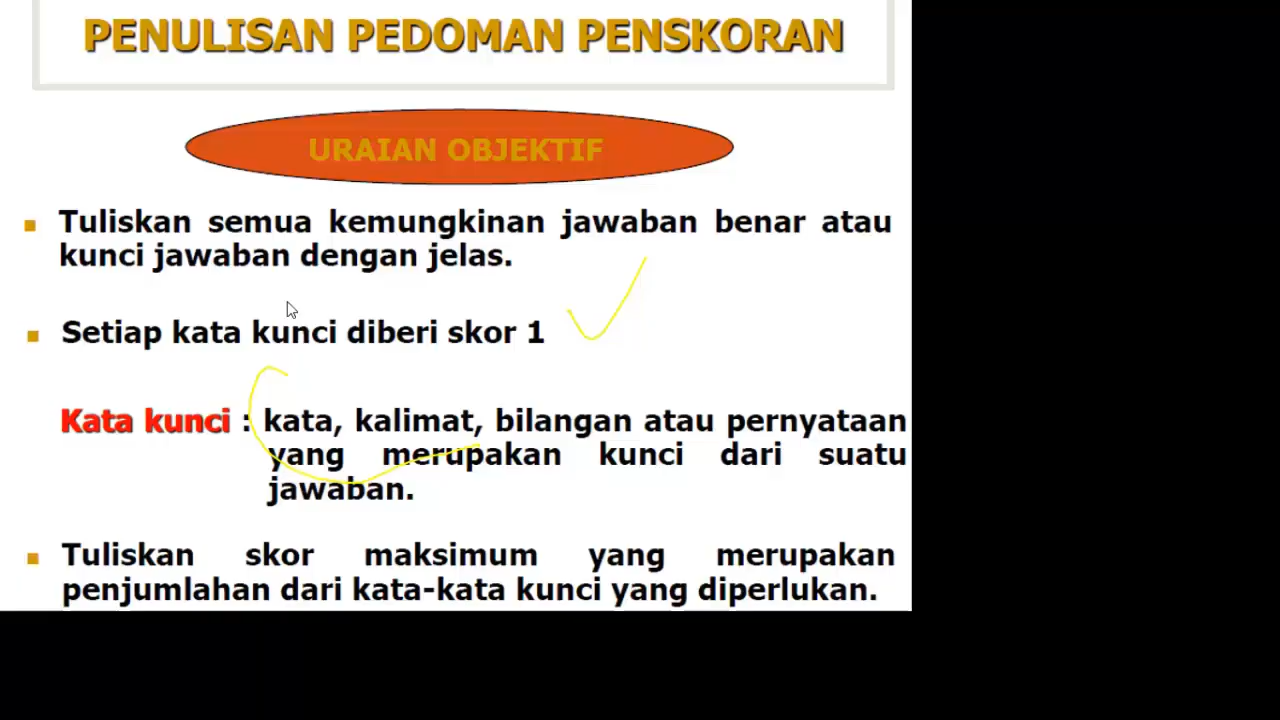 PENULISAN PEDOMAN PENSKORAN
URAIAN OBJEKTIF
Tuliskan semua kemungkinan jawaban benar atau
kunci jawaban dengan jelas.
Setiap kata kunci diberi skor 1
Kata kunci : kata, kalimat, bilangan atau pernyataan
yang merupakan kunci dari suatu
jawaban.
Tuliskan skor maksimum yang merupakan
penjumlahan dari kata-kata kunci yang diperlukan.